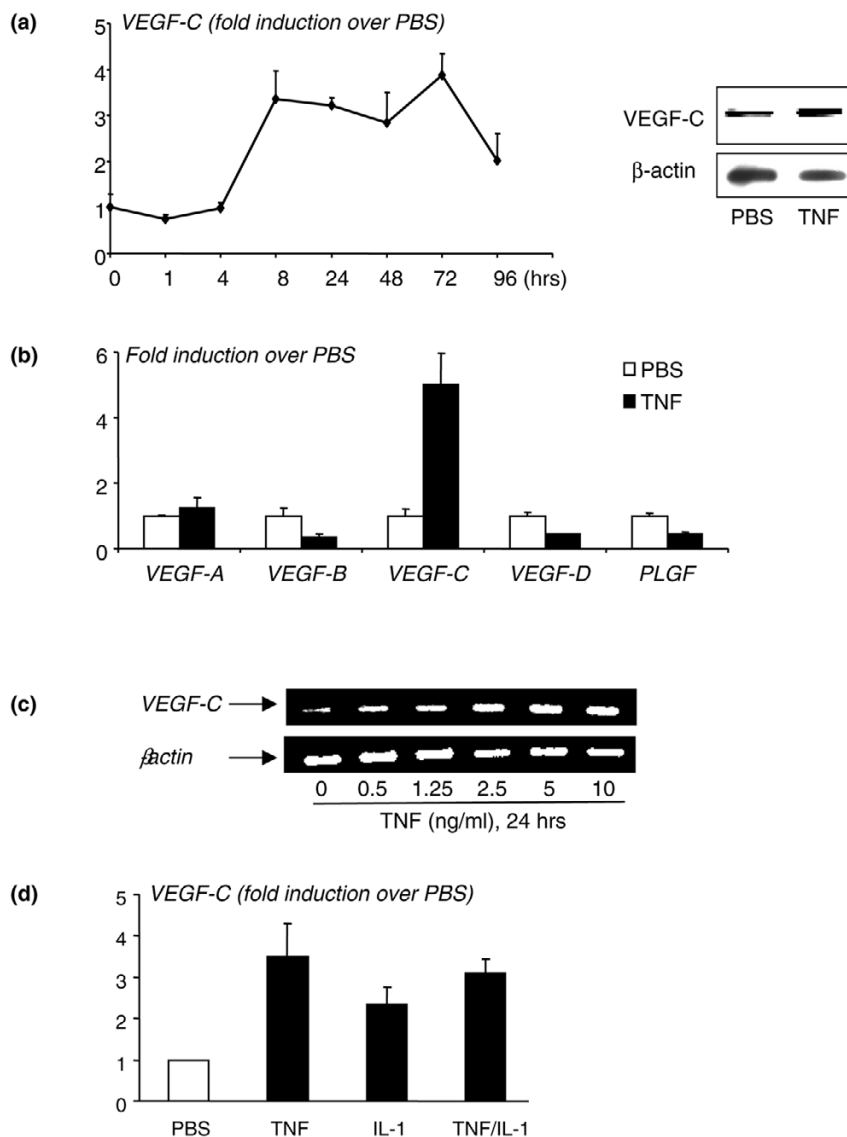 (a)
VEGF-C (fold induction over PBS)
5
4
3
2
1
0
0 1 4 8 24 48 72 96 (hrs)
VEGF-C
β-actin
PBS TNF
(b)
Fold induction over PBS
6
4
2
0
PBS
TNF
VEGF-A VEGF-B VEGF-C VEGF-D PLGF
(c)
VEGF-C
βactin
0 0.5 1.25 2.5 5 10
TNF (ng/ml), 24 hrs
(d)
VEGF-C (fold induction over PBS)
5
4
3
2
1
0
PBS TNF IL-1 TNF/IL-1